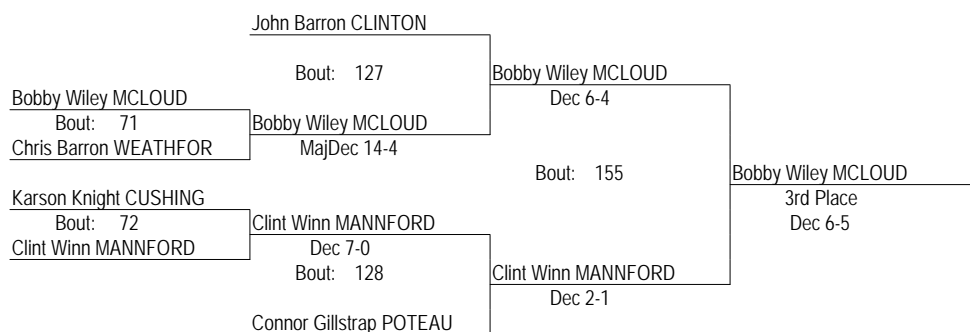 John Barron CLINTON
Bout: 127
Bobby Wiley MCLOUD
Dec 6-4
Bobby Wiley MCLOUD
Bout: 71
Bobby Wiley MCLOUD
MajDec 14-4
Chris Barron WEATHFOR
Bout: 155
Bobby Wiley MCLOUD
3rd Place
Dec 6-5
Karson Knight CUSHING
Bout: 72
Clint Winn MANNFORD
Dec 7-0
Clint Winn MANNFORD
Bout: 128
Clint Winn MANNFORD
Dec 2-1
Connor Gillstrap POTEAU